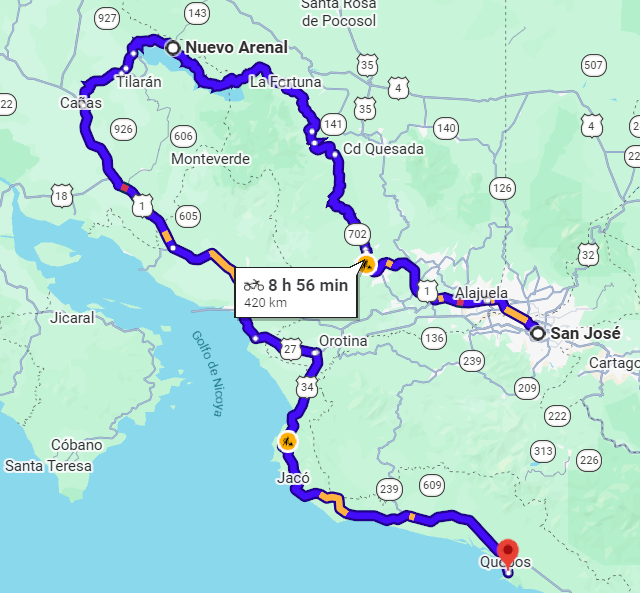 Santa Rosa
de Pocosol
927
143
Nuevo Arenal
35
507
Tilarán
La Fortuna
4
22
Cañas
35
141
926
606
140
4
Cd Quesada
Monteverde
22
126
18
1
605
702
32
8 h 56 min
420 km
1
Alajuela
Jicaral
San José
Golfo de Nicoya
27
Orotina
136
239
Cartago
34
209
222
Cóbano
313
226
Santa Teresa
Jacó
239
609
Quepos